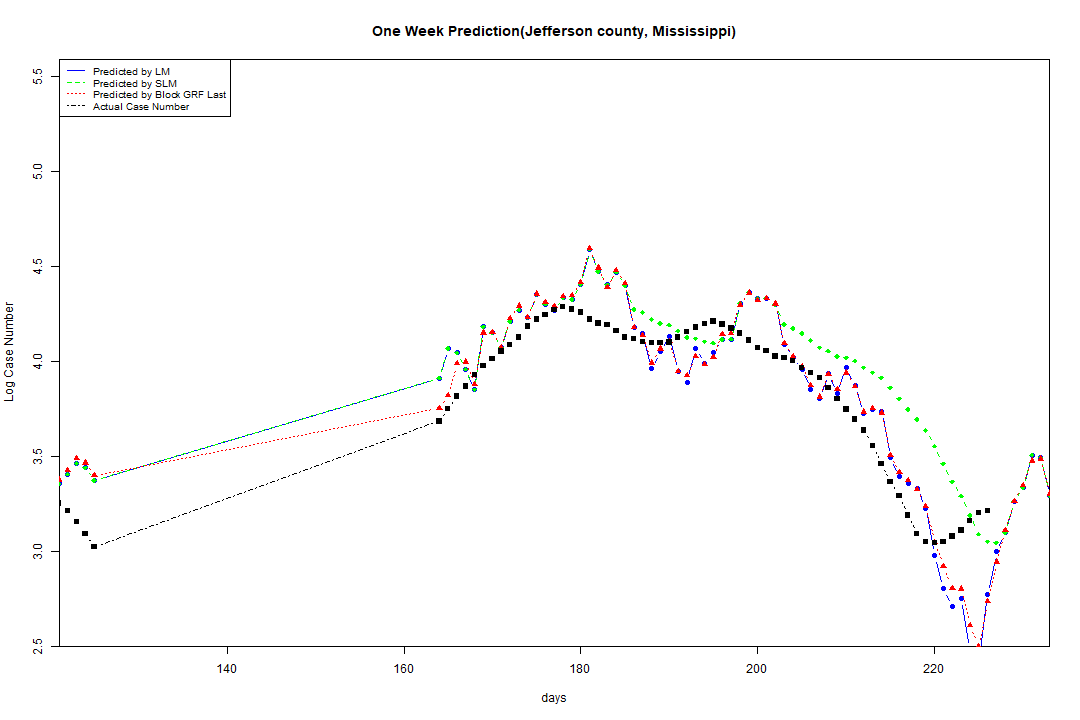 One Week Prediction(Jefferson county, Mississippi)
Predicted by LM
Predicted by SLM
Predicted by Block GRF Last
Actual Case Number
5.5
5.0
4.5
4.0
3.5
3.0
2.5
Log Case Number
140 160 180 200 220
days